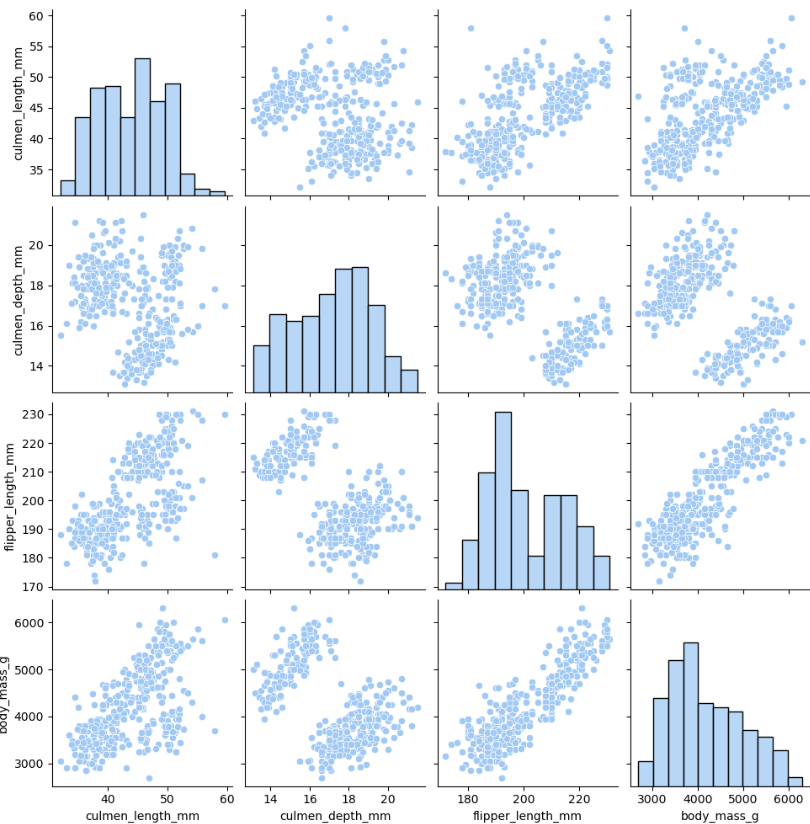 60
55
50
45
40
35
culmen_length_mm
20
18
16
14
culmen_depth_mm
230
220
210
200
190
180
170
flipper_length_mm
6000
5000
4000
3000
body_mass_g
40 50 60
culmen_length_mm
14 16 18 20
culmen_depth_mm
180 200 220
flipper_length_mm
3000 4000 5000 6000
body_mass_g